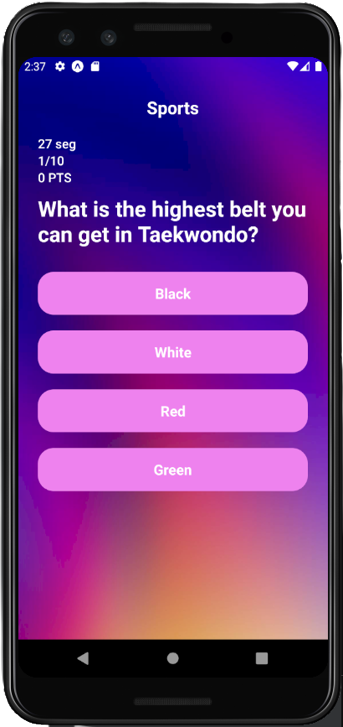 2:37
Sports
27 seg
1/10
0 PTS
What is the highest belt you
can get in Taekwondo?
Black
White
Red
Green